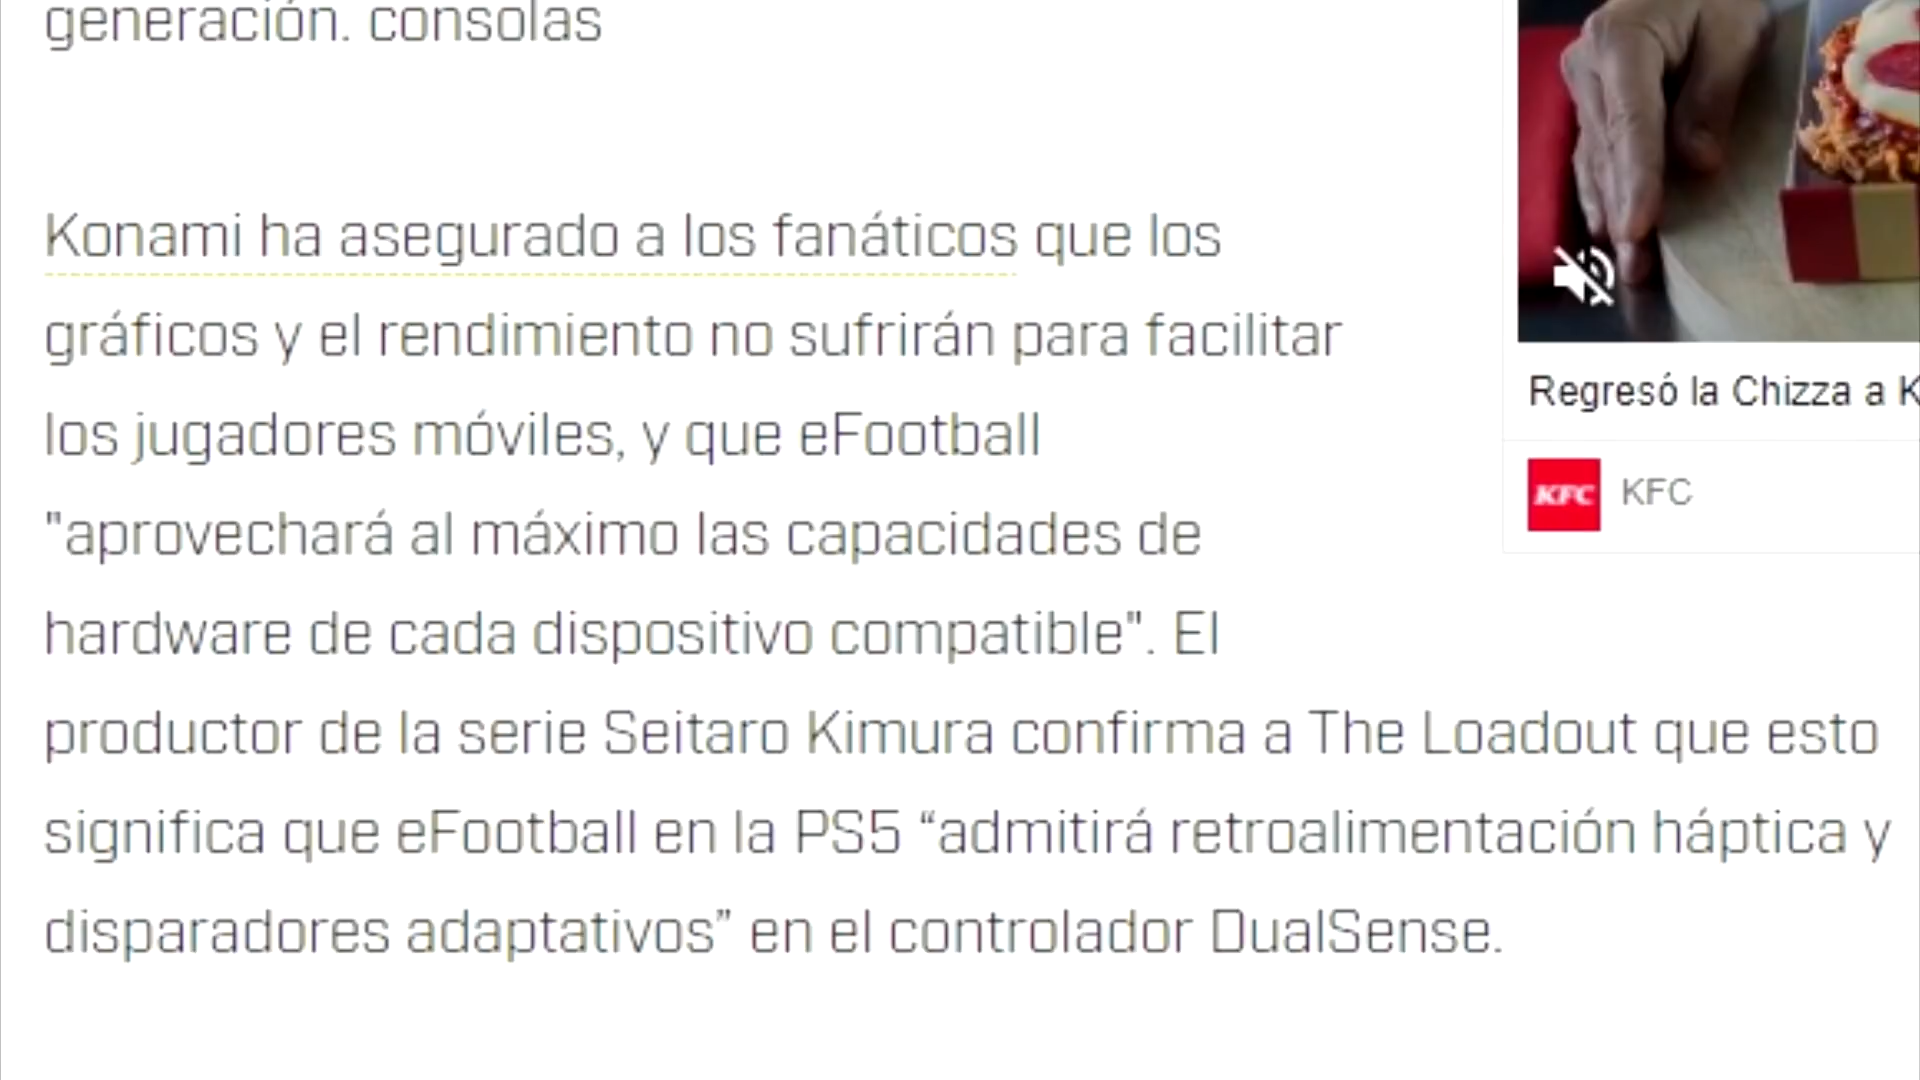 generación. consolas
Konami ha asegurado a los fanáticos que los
gráficos y el rendimiento no sufrirán para facilitar
los jugadores móviles, y que eFootball
"aprovechará al máximo las capacidades de
hardware de cada dispositivo compatible". El
productor de la serie Seitaro Kimura confirma a The Loadout que esto
significa que eFootball en la PS5 “admitirá retroalimentación háptica y
disparadores adaptativos” en el controlador DualSense.
Regresó la Chizza a K
KFC KFC